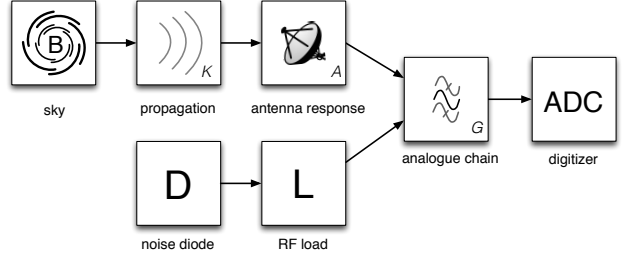 B
K
A
sky
propagation
antenna response
G
ADC
analogue chain
digitizer
D
L
noise diode
RF load